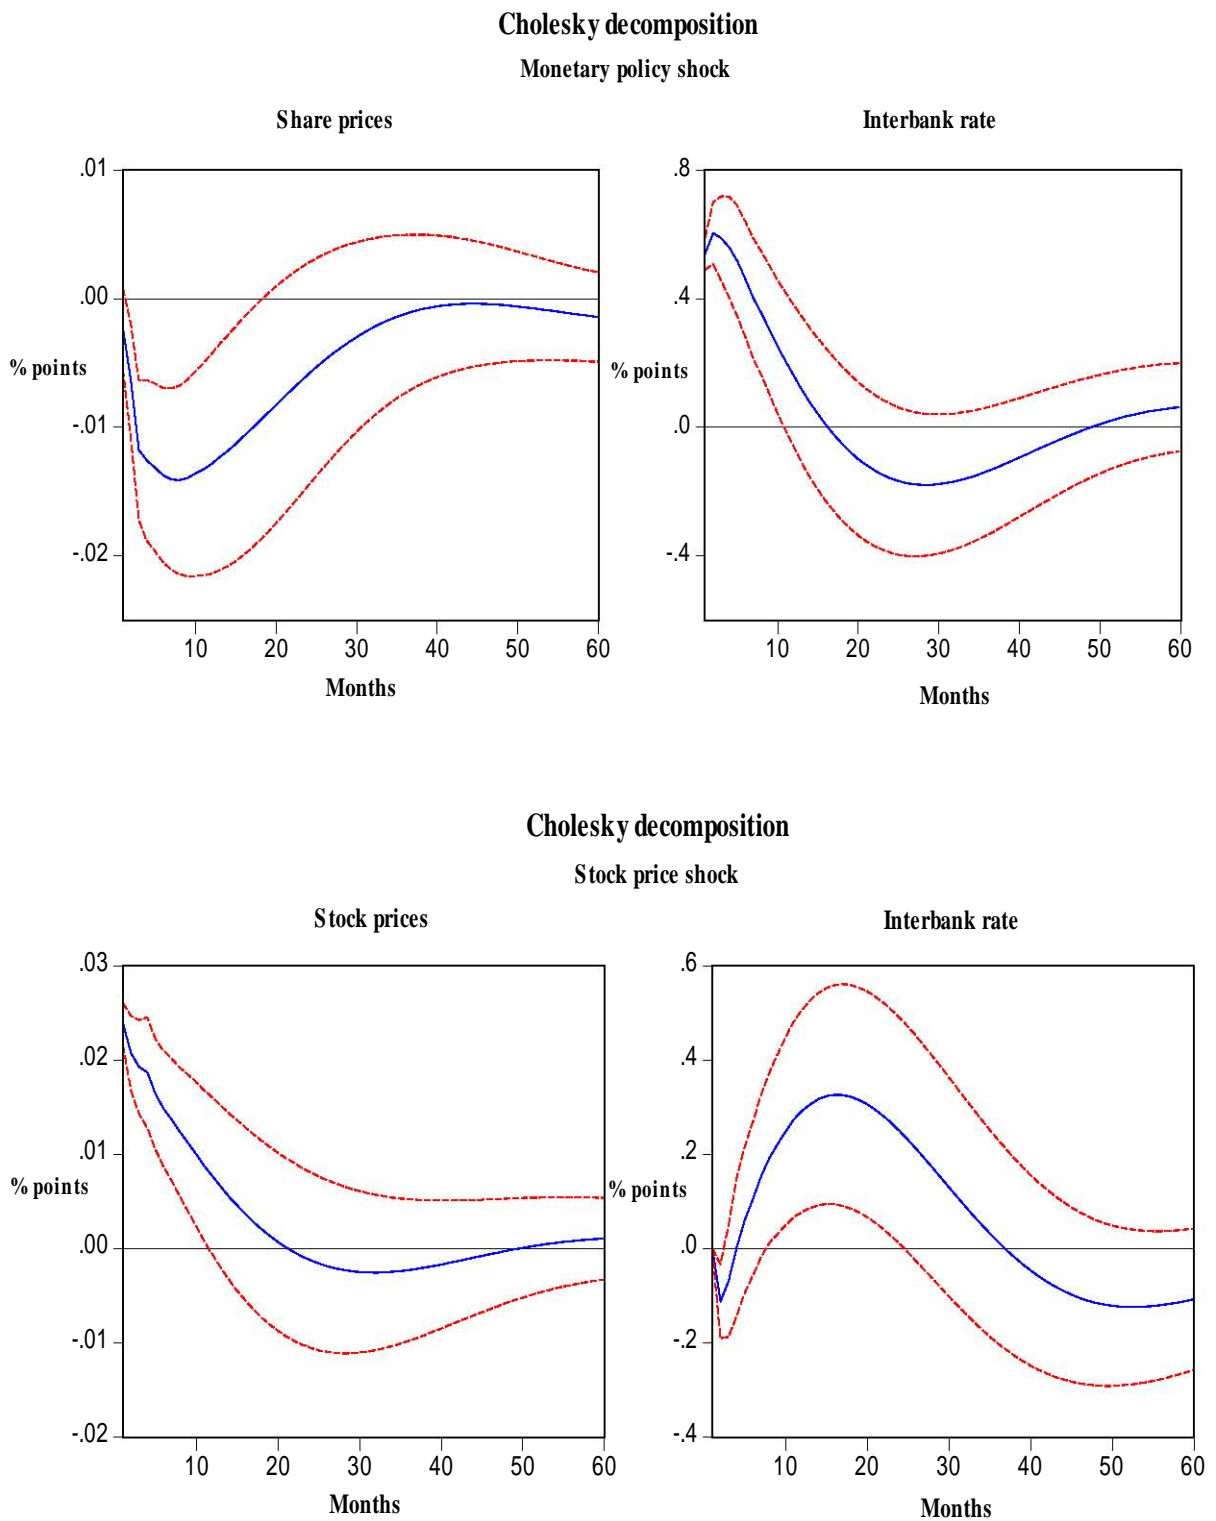 Cholesky decomposition
Monetary policy shock
Share prices
Interbank rate
.01
.00
-.01
-.02
% points
10 20 30 40 50 60
Months
.8
.4
.0
-.4
% points
10 20 30 40 50 60
Months
Cholesky decomposition
Stock price shock
Stock prices
Interbank rate
.03
.02
.01
.00
-.01
-.02
% points
10 20 30 40 50 60
Months
.6
.4
.2
.0
-.2
-.4
% points
10 20 30 40 50 60
Months